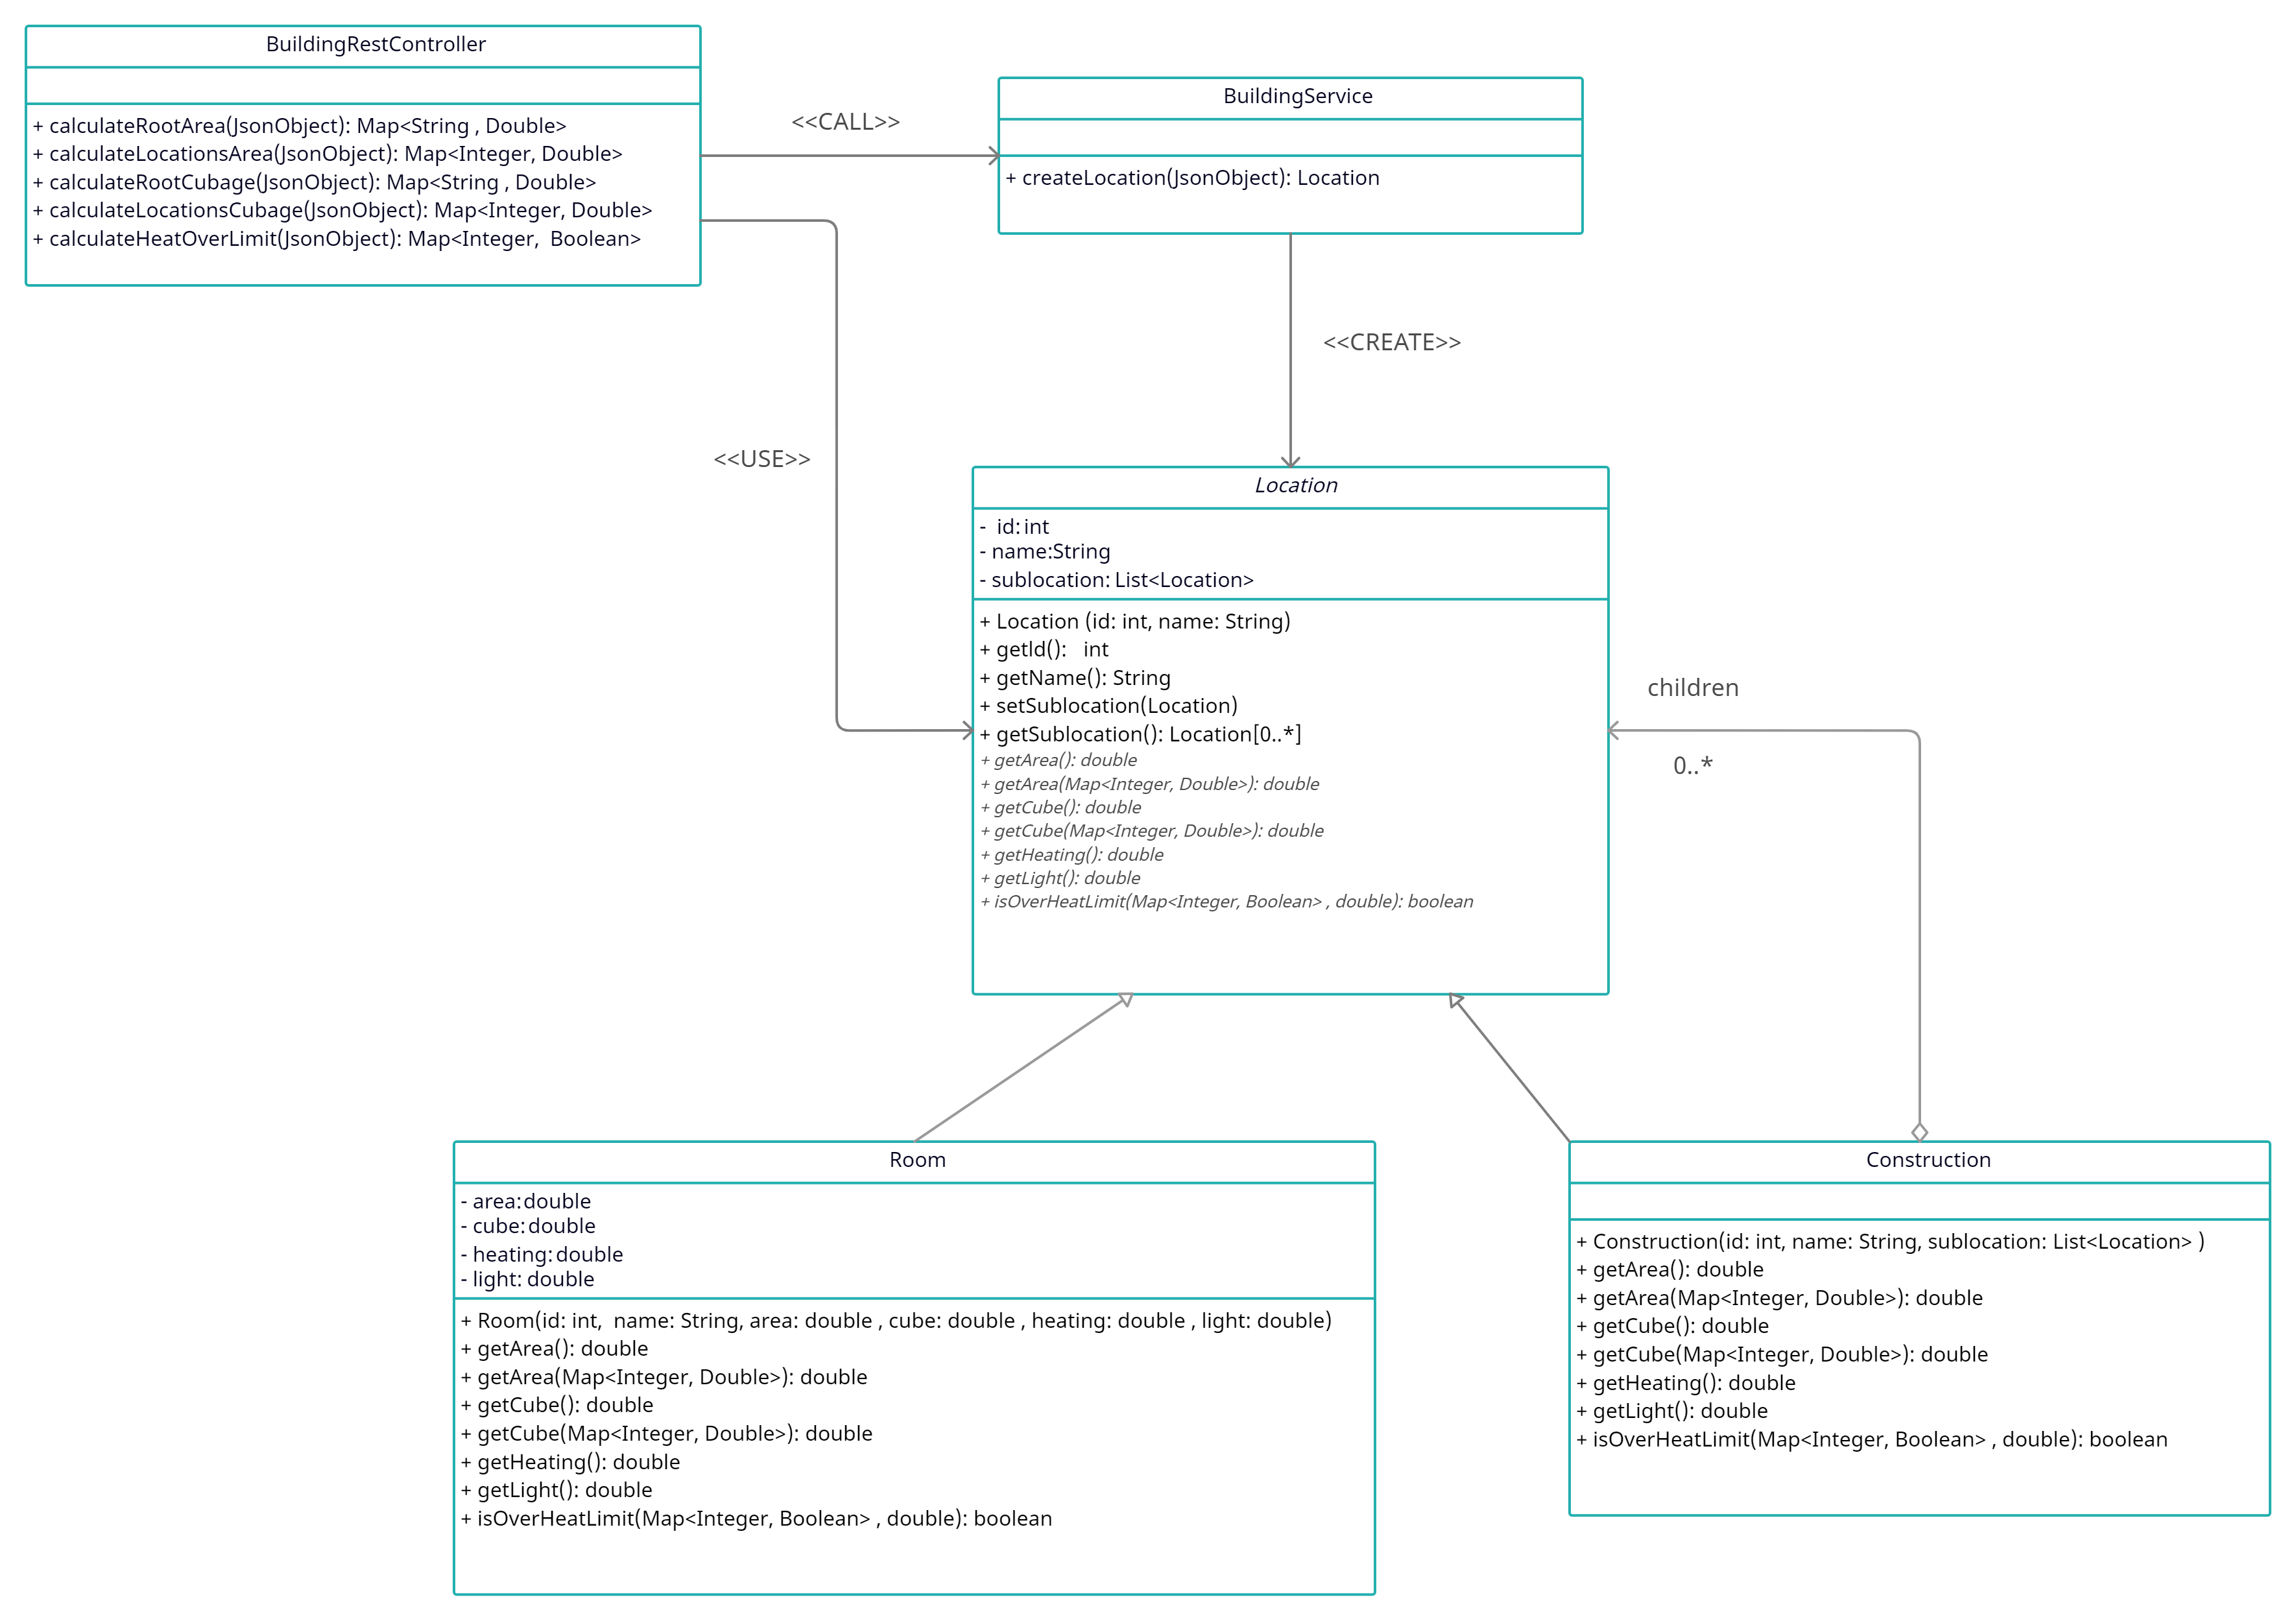 BuildingRestController
+ calculateRootArea(JsonObject): Map<String , Double>
+ calculateLocationsArea(JsonObject): Map<Integer, Double>
+ calculateRootCubage(JsonObject): Map<String , Double>
+ calculateLocationsCubage(JsonObject): Map<Integer, Double>
+ calculateHeatOverLimit(JsonObject): Map<Integer, Boolean>
<<CALL>>
BuildingService
+ createLocation(JsonObject): Location
<<CREATE>>
<<USE>>
Location
- id: int
- name:String
- sublocation: List<Location>
+ Location (id: int, name: String)
+ getId(): int
+ getName(): String
+ setSublocation(Location)
+ getSublocation(): Location[0..*]
+ getArea(): double
+ getArea(Map<Integer, Double>): double
+ getCube(): double
+ getCube(Map<Integer, Double>): double
+ getHeating(): double
+ getLight(): double
+ isOverHeatLimit(Map<Integer, Boolean> , double): boolean
children
0..*
Room
- area: double
- cube: double
- heating: double
- light: double
+ Room(id: int, name: String, area: double , cube: double , heating: double , light: double)
+ getArea(): double
+ getArea(Map<Integer, Double>): double
+ getCube(): double
+ getCube(Map<Integer, Double>): double
+ getHeating(): double
+ getLight(): double
+ isOverHeatLimit(Map<Integer, Boolean> , double): boolean
Construction
+ Construction(id: int, name: String, sublocation: List<Location> )
+ getArea(): double
+ getArea(Map<Integer, Double>): double
+ getCube(): double
+ getCube(Map<Integer, Double>): double
+ getHeating(): double
+ getLight(): double
+ isOverHeatLimit(Map<Integer, Boolean> , double): boolean